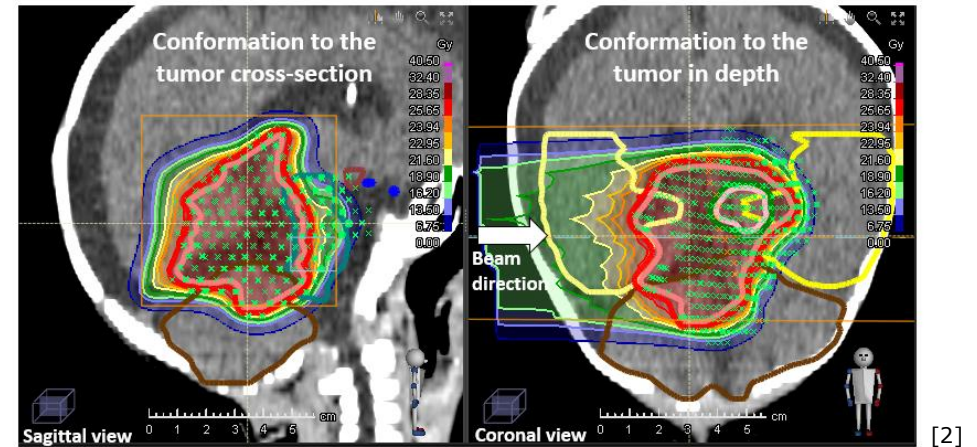 Conformation to the
tumor cross-section
Gy
40.50
32.40
28.35
25.65
23.94
22.95
21.60
18.90
16.20
13.50
6.75
0.00
cm
0 1 2 3 4 5
Sagittal view
Conformation to the
tumor in depth
Gy
40.50
32.40
28.35
25.65
23.94
22.95
21.60
18.90
16.20
13.50
6.75
0.00
Beam
direction
cm
0 1 2 3 4 5
Coronal view
[2]